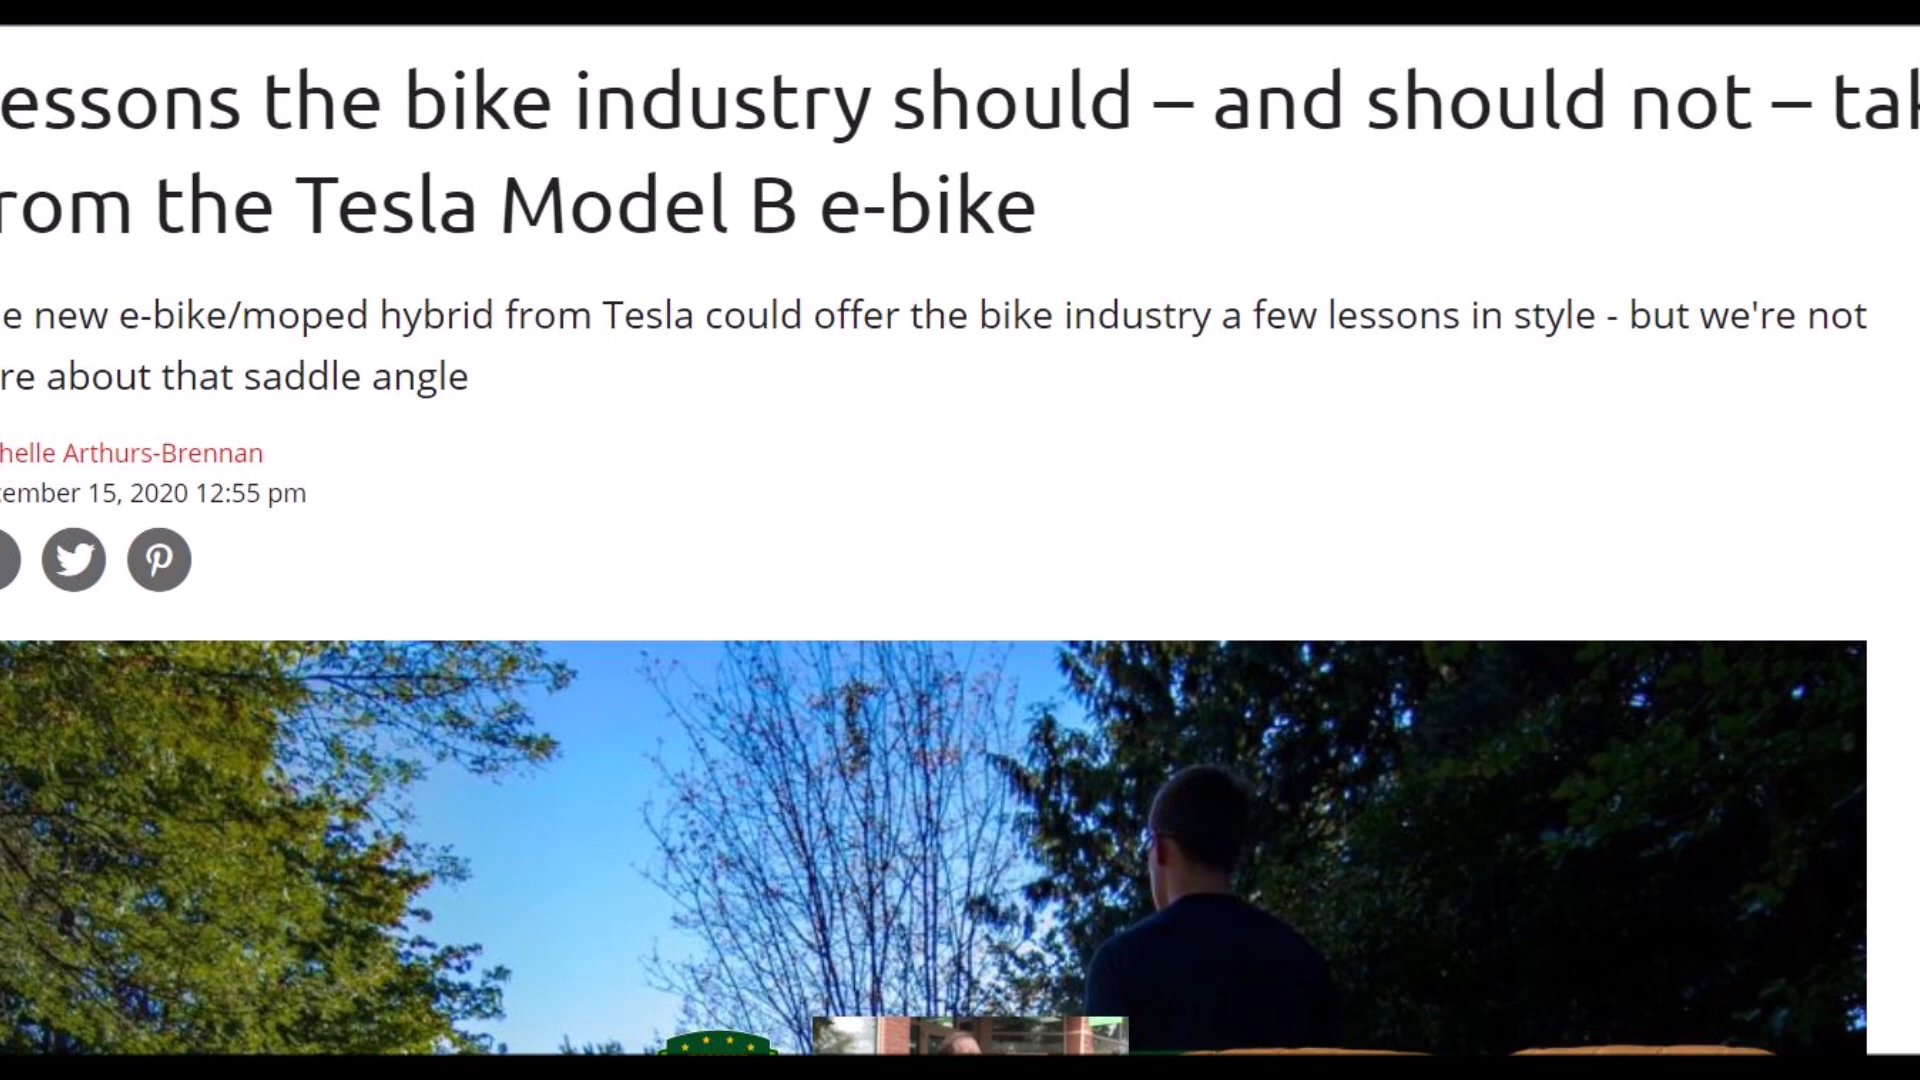 essons the bike industry should – and should not – tak
rom the Tesla Model B e-bike
e new e-bike/moped hybrid from Tesla could offer the bike industry a few lessons in style - but we're not
re about that saddle angle
helle Arthurs-Brennan
ember 15, 2020 12:55 pm